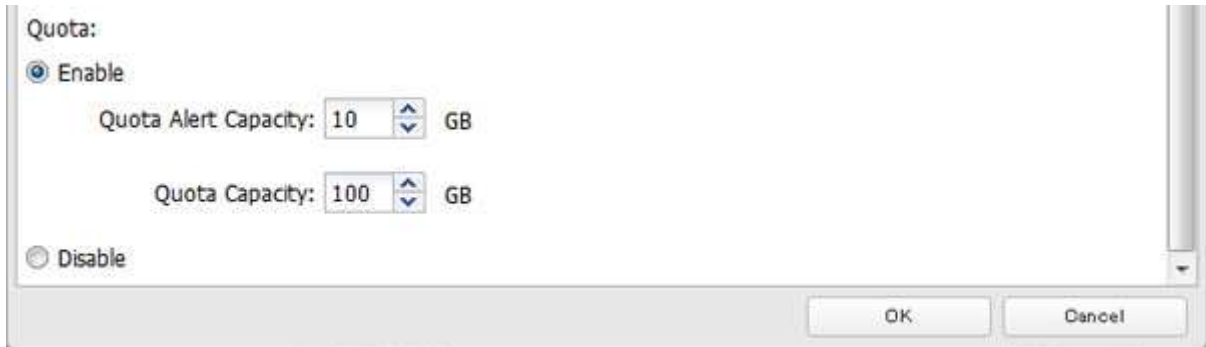 Quota:
Enable
Quota Alert Capacity: 10 GB
Quota Capacity: 100 GB
Disable
OK Cancel